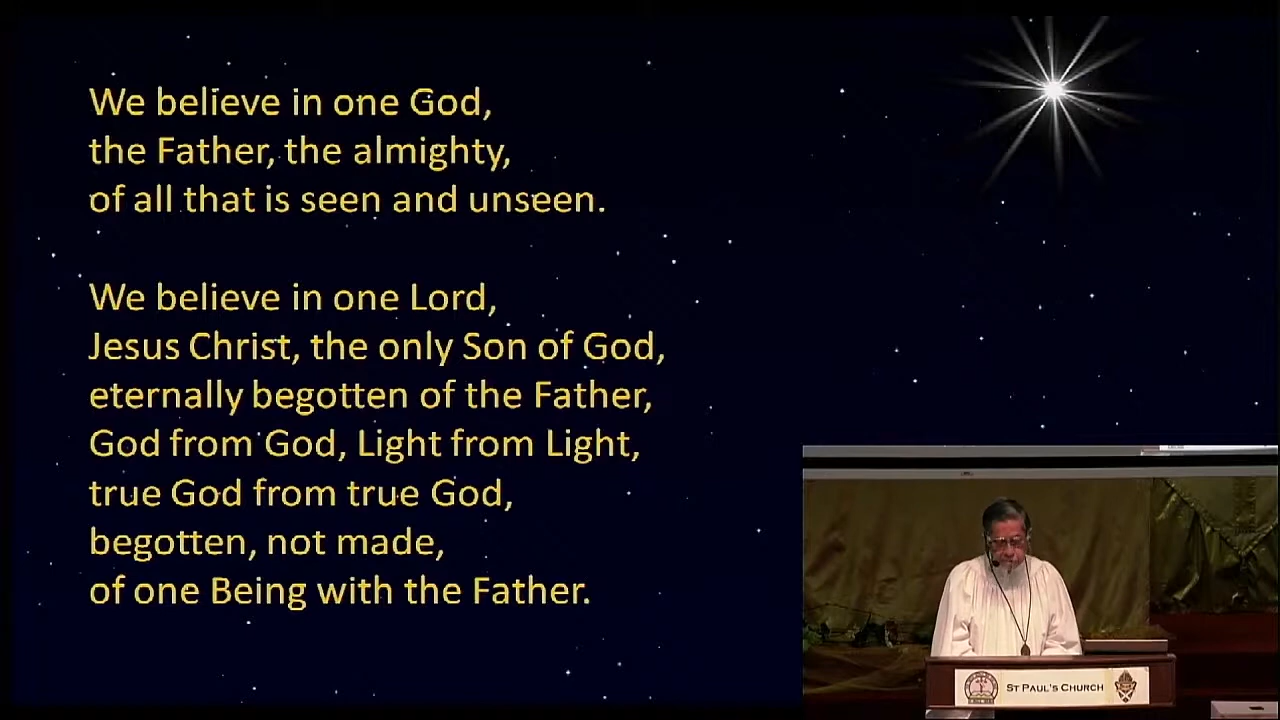 We believe in one God,
the Father, the almighty,
of all that is seen and unseen.
We believe in one Lord,
Jesus Christ, the only Son of God,
eternally begotten of the Father,
God from God, Light from Light,
true God from true God,
begotten, not made,
of one Being with the Father.
St Paul's Church